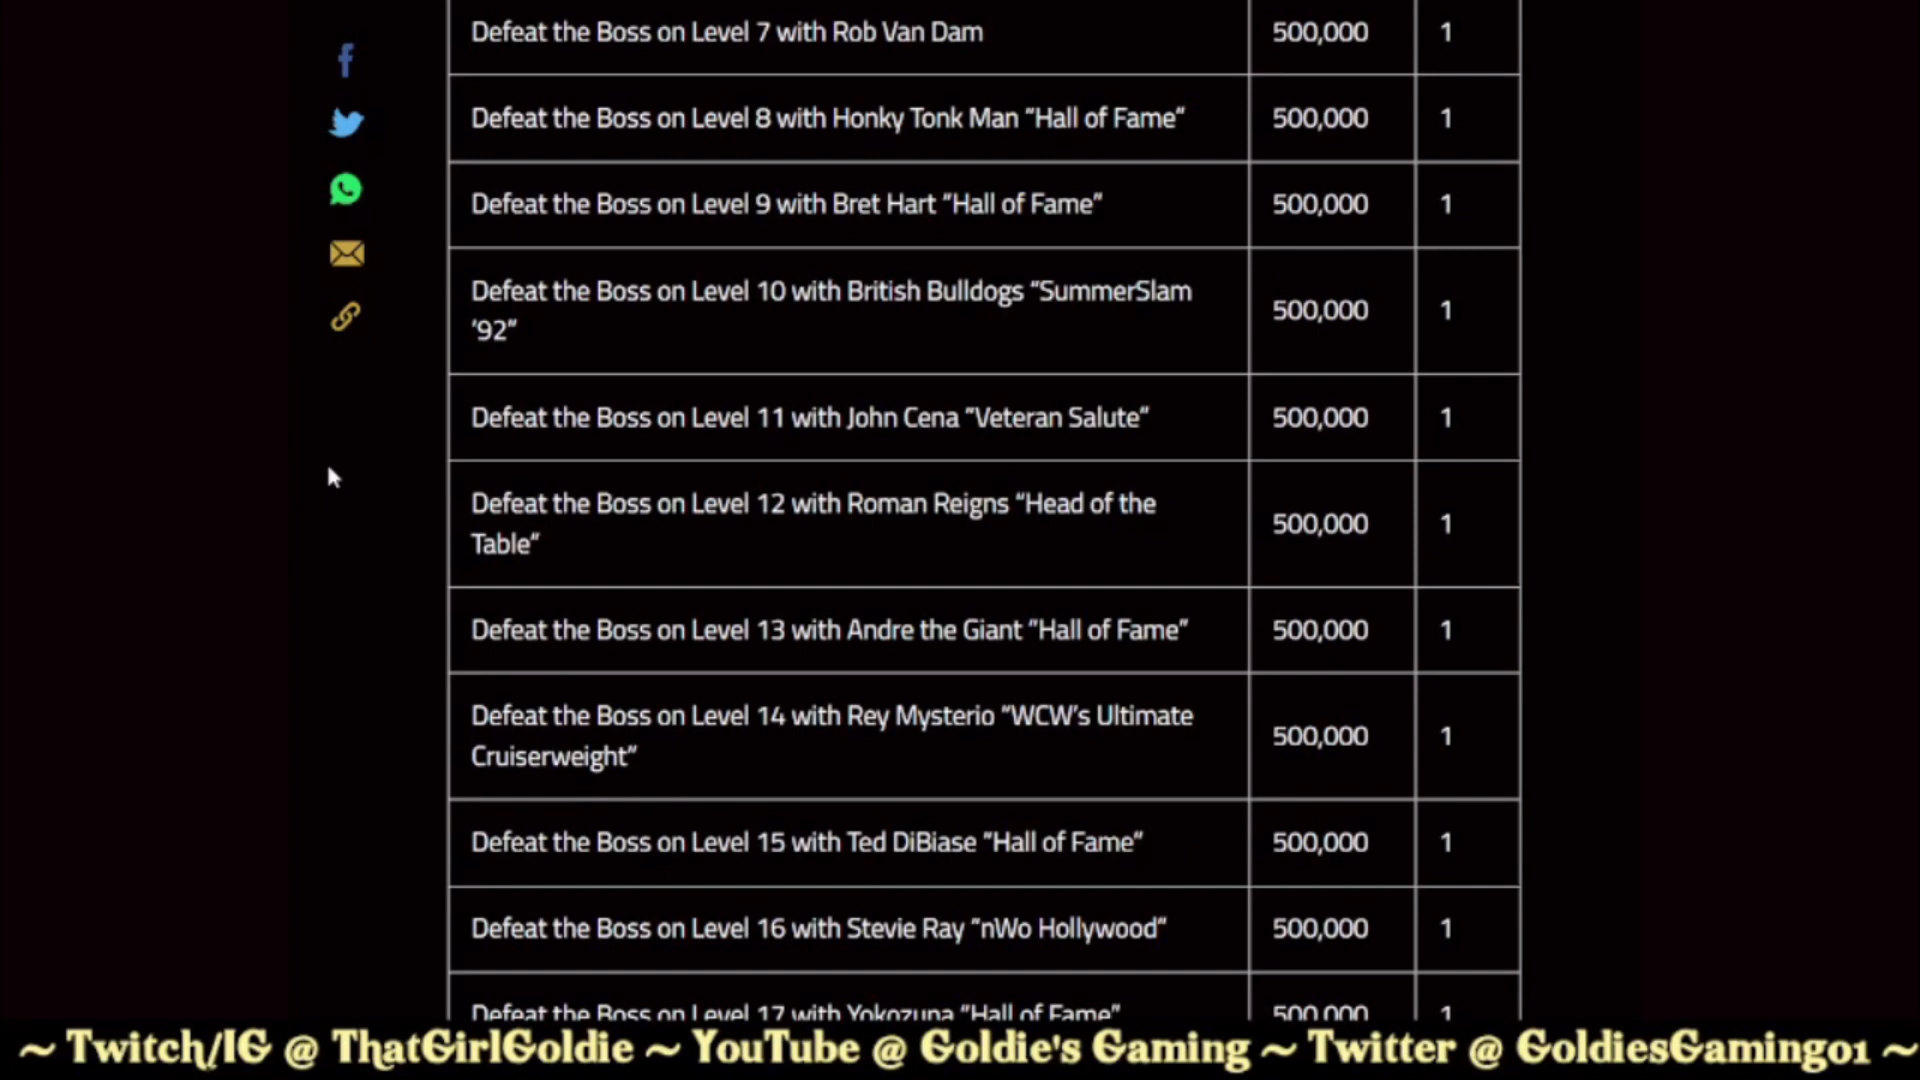 Defeat the Boss on Level 7 with Rob Van Dam 500,000 1
Defeat the Boss on Level 8 with Honky Tonk Man “Hall of Fame” 500,000 1
Defeat the Boss on Level 9 with Bret Hart “Hall of Fame” 500,000 1
Defeat the Boss on Level 10 with British Bulldogs “SummerSlam
‘92” 500,000 1
Defeat the Boss on Level 11 with John Cena “Veteran Salute” 500,000 1
Defeat the Boss on Level 12 with Roman Reigns “Head of the
Table” 500,000 1
Defeat the Boss on Level 13 with Andre the Giant “Hall of Fame” 500,000 1
Defeat the Boss on Level 14 with Rey Mysterio “WCW’s Ultimate
Cruiserweight” 500,000 1
Defeat the Boss on Level 15 with Ted DiBiase “Hall of Fame” 500,000 1
Defeat the Boss on Level 16 with Stevie Ray “nWo Hollywood” 500,000 1
Defeat the Boss on Level 17 with Yokozuna “Hall of Fame” 500,000 1
~ Twitch/IG @ ThatGirlGoldie ~ YouTube @ Goldie's Gaming ~ Twitter @ GoldiesGaming01 ~